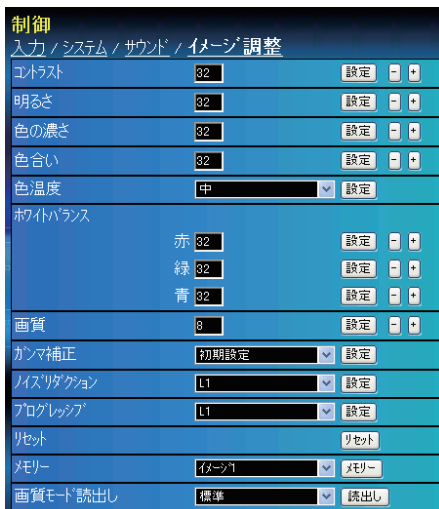 制御
入力 / システム / サウンド / イメージ調整
コントラスト 32 設定 - +
明るさ 32 設定 - +
色の濃さ 32 設定 - +
色合い 32 設定 - +
色温度 中 設定
ホワイトバランス
赤 32 設定 - +
緑 32 設定 - +
青 32 設定 - +
画質 8 設定 - +
ガンマ補正 初期設定 設定
ノイズリダクション L1 設定
プログレッシブ L1 設定
リセット リセット
メモリー イメージ1 メモリー
画質モード読出し 標準 読出し